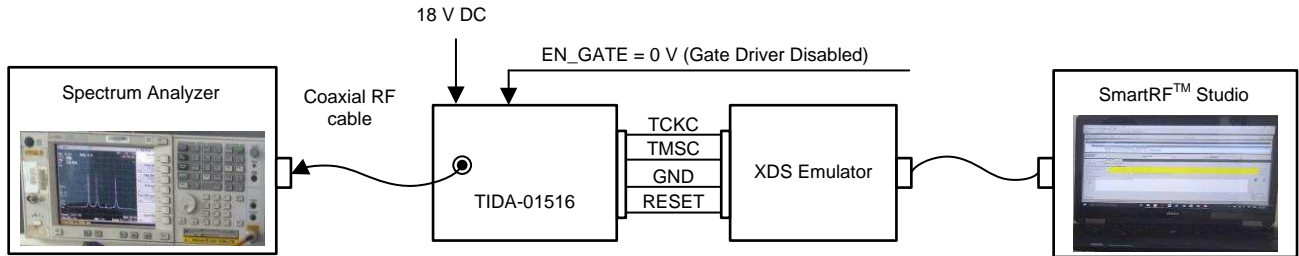 18 V DC
EN_GATE = 0 V (Gate Driver Disabled)
Spectrum Analyzer
Coaxial RF
cable
TIDA-01516
TCKC
TMSC
GND
RESET
XDS Emulator
SmartRF™ Studio